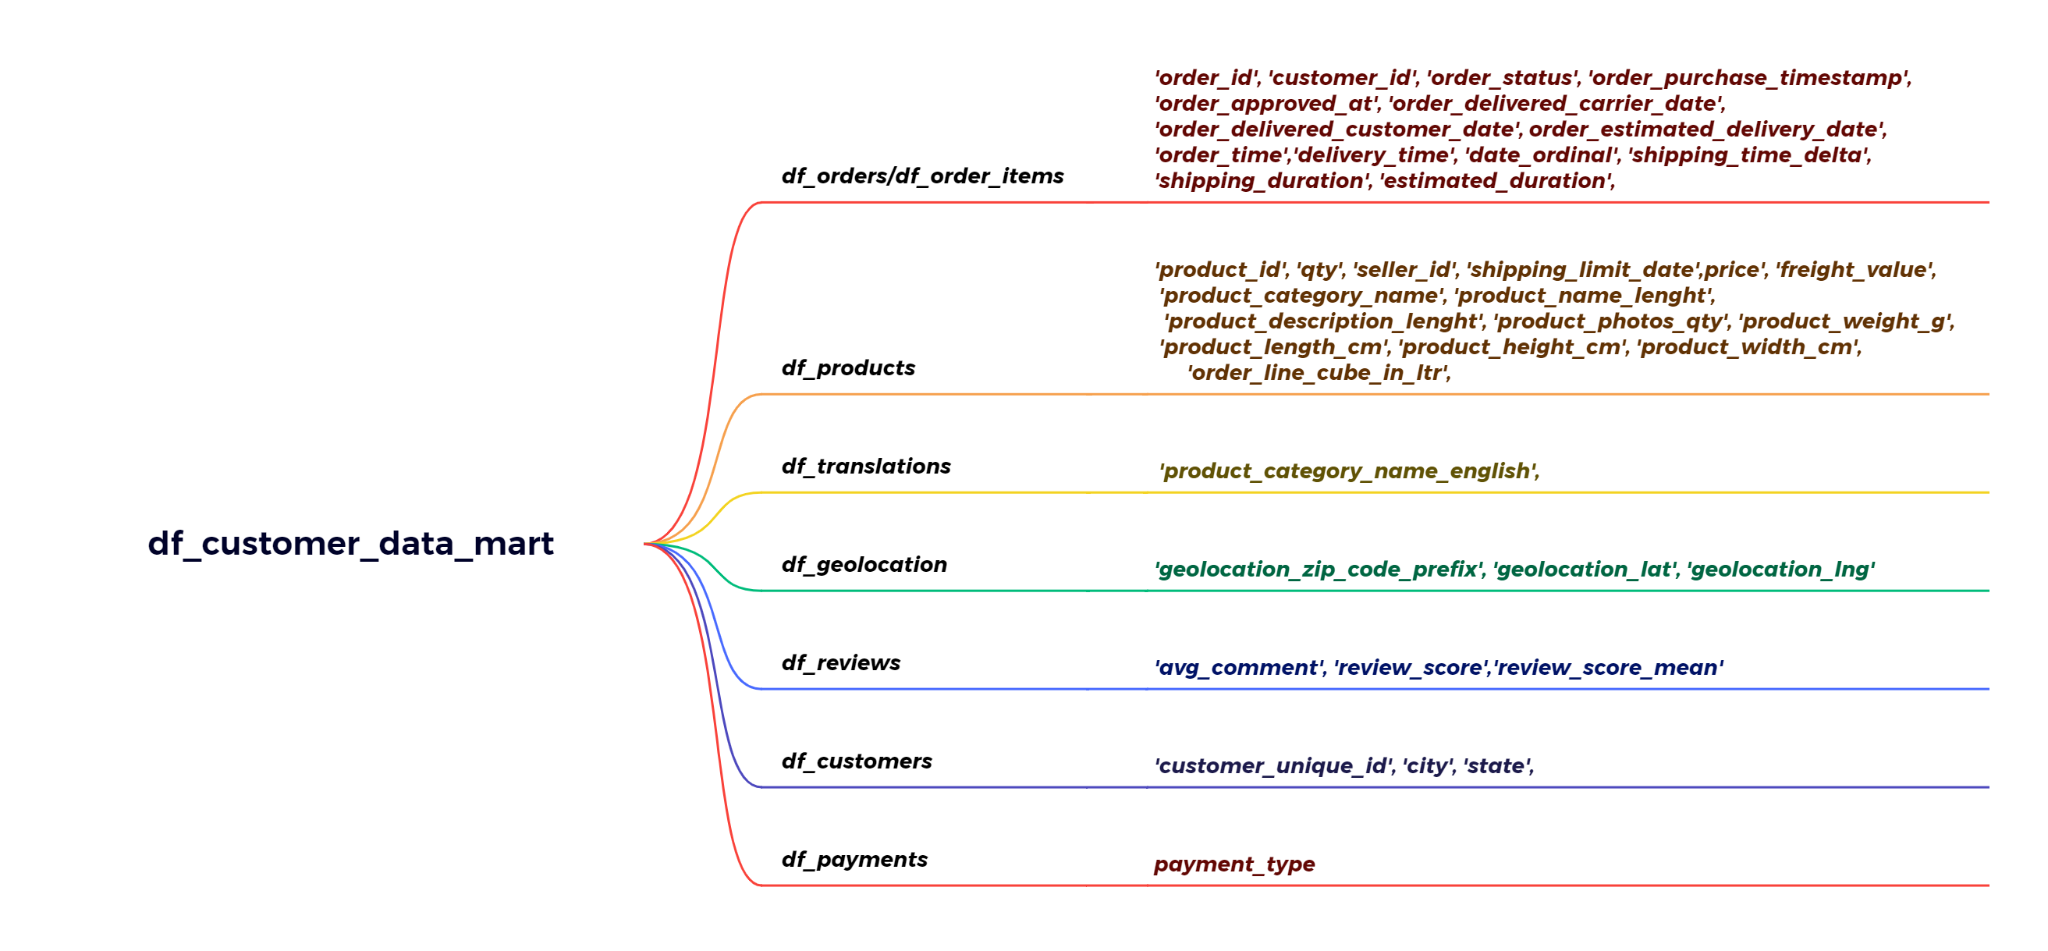 df_customer_data_mart
df_orders/df_order_items
'order_id', 'customer_id', 'order_status', 'order_purchase_timestamp',
'order_approved_at', 'order_delivered_carrier_date',
'order_delivered_customer_date', order_estimated_delivery_date',
'order_time','delivery_time', 'date_ordinal', 'shipping_time_delta',
'shipping_duration', 'estimated_duration',
df_products
'product_id', 'qty', 'seller_id', 'shipping_limit_date',price', 'freight_value',
'product_category_name', 'product_name_lenght',
'product_description_lenght', 'product_photos_qty', 'product_weight_g',
'product_length_cm', 'product_height_cm', 'product_width_cm',
'order_line_cube_in_ltr',
df_translations
'product_category_name_english',
df_geolocation
'geolocation_zip_code_prefix', 'geolocation_lat', 'geolocation_lng'
df_reviews
'avg_comment', 'review_score','review_score_mean'
df_customers
'customer_unique_id', 'city', 'state',
df_payments
payment_type